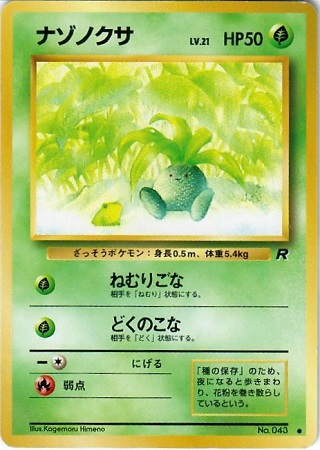 ナゾノクサ LV.21 HP50
ざっそうポケモン：身長0.5m、体重5.4kg
R
ねむりごな
相手を「ねむり」状態にする。
どくのこな
相手を「どく」状態にする。
にげる
弱点
「種の保存」のため、
夜になると歩きまわ
り、花粉を巻き散らし
ているという。
Illus.Kagemaru Himeno
No.043